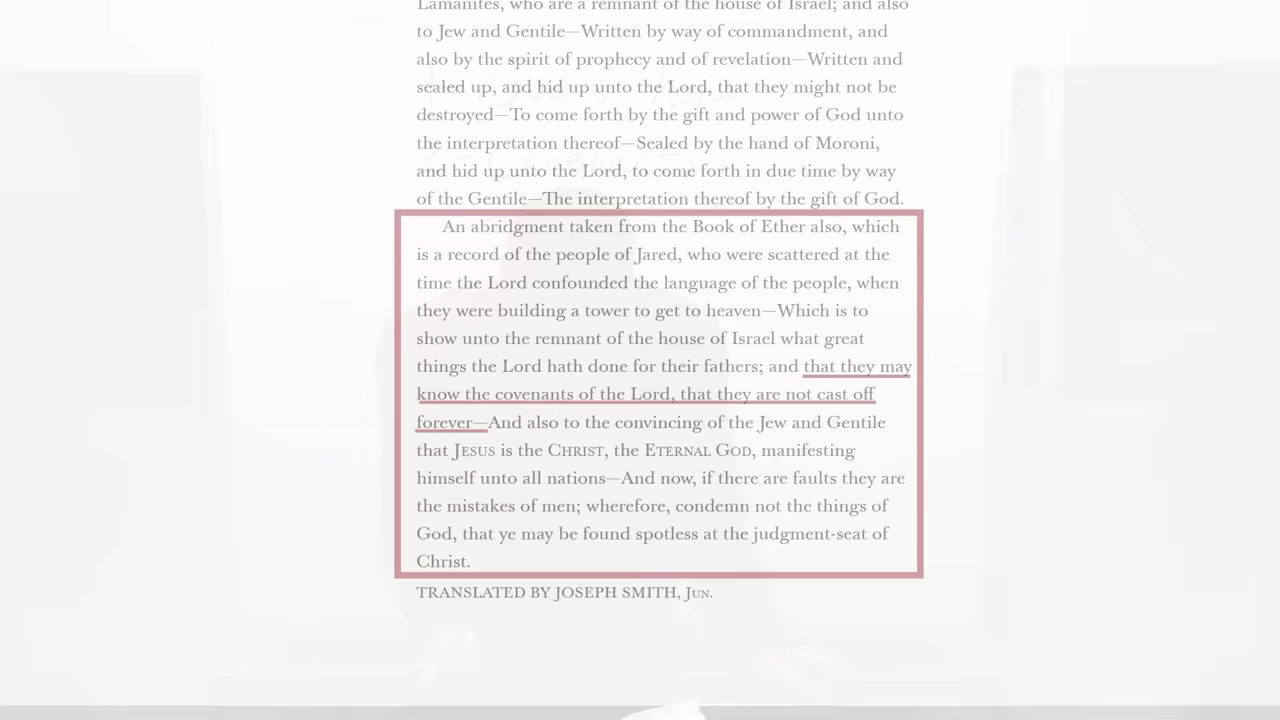 Lamanites, who are a remnant of the house of Israel; and also
to Jew and Gentile—Written by way of commandment, and
also by the spirit of prophecy and of revelation—Written and
sealed up, and hid up unto the Lord, that they might not be
destroyed—To come forth by the gift and power of God unto
the interpretation thereof—Sealed by the hand of Moroni,
and hid up unto the Lord, to come forth in due time by way
of the Gentile—The interpretation thereof by the gift of God.
An abridgment taken from the Book of Ether also, which
is a record of the people of Jared, who were scattered at the
time the Lord confounded the language of the people, when
they were building a tower to get to heaven—Which is to
show unto the remnant of the house of Israel what great
things the Lord hath done for their fathers; and that they may
know the covenants of the Lord, that they are not cast off
forever—And also to the convincing of the Jew and Gentile
that JESUS is the CHRIST, the ETERNAL GOD, manifesting
himself unto all nations—And now, if there are faults they are
the mistakes of men; wherefore, condemn not the things of
God, that ye may be found spotless at the judgment-seat of
Christ.
TRANSLATED BY JOSEPH SMITH, JUN.